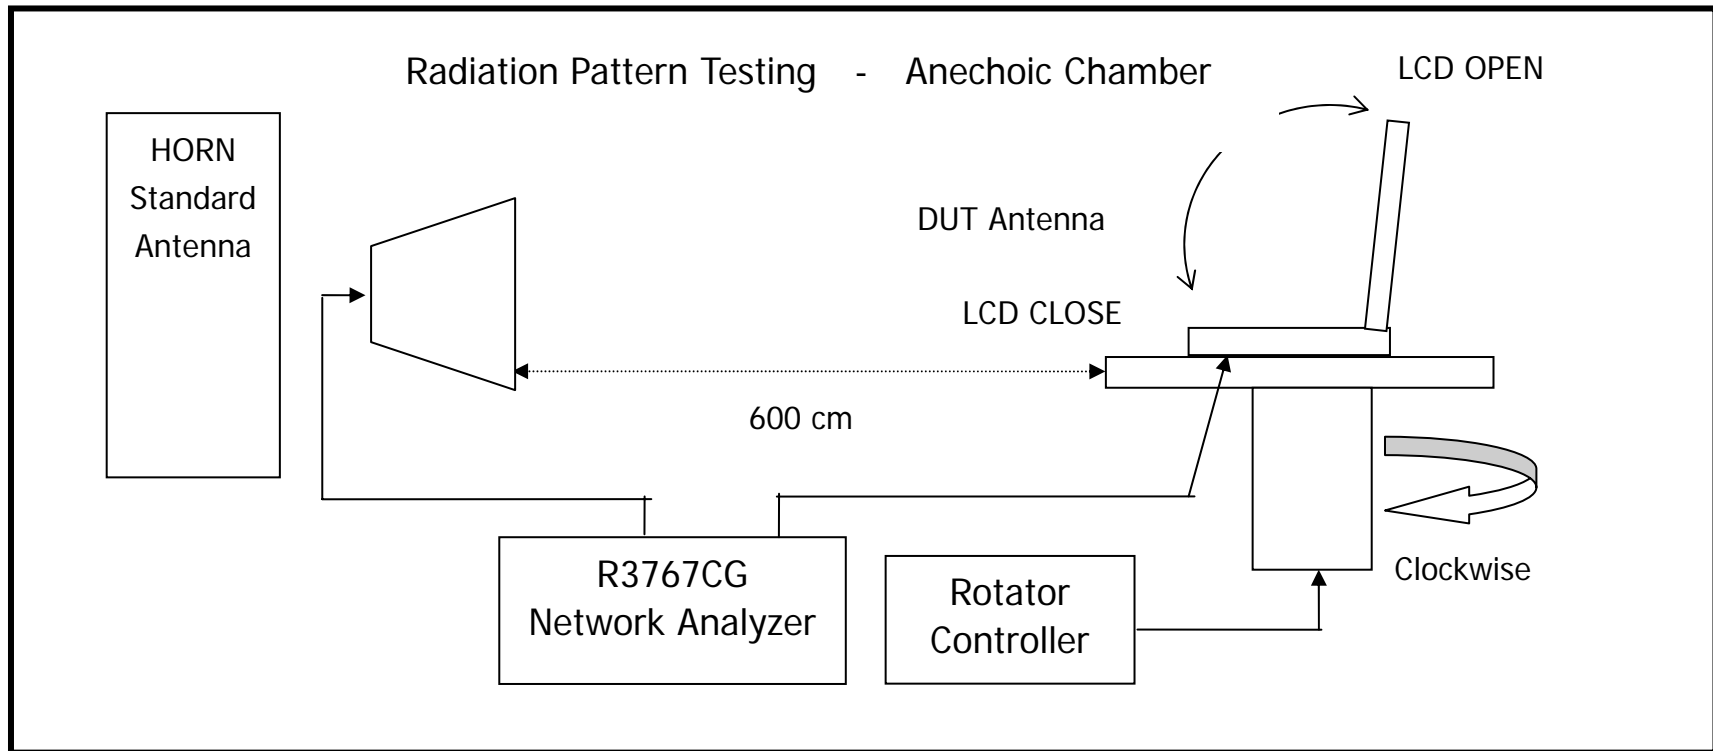 Radiation Pattern Testing - Anechoic Chamber
LCD OPEN
HORN
Standard
Antenna
DUT Antenna
LCD CLOSE
600 cm
R3767CG
Network Analyzer
Rotator
Controller
Clockwise